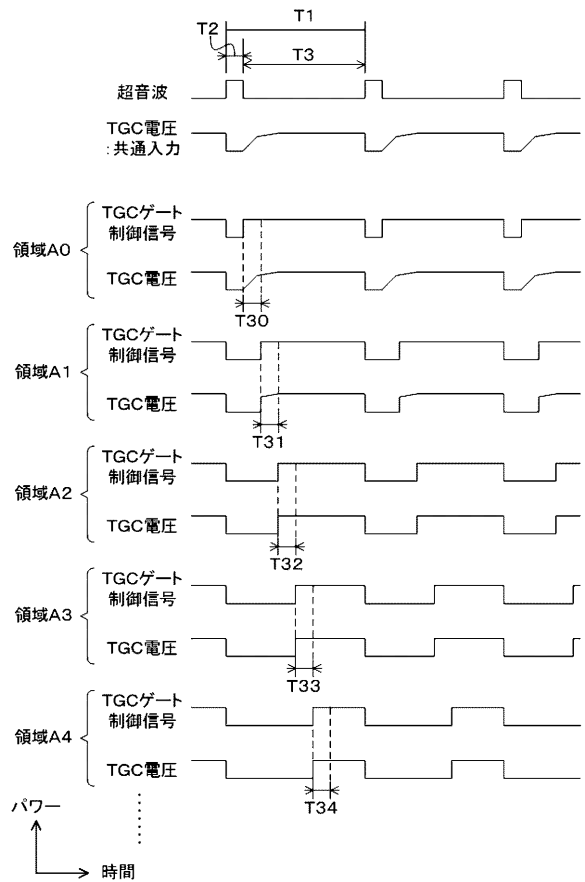 T1
T2
T3
超音波
TGC電圧
:共通入力
領域A0
TGCゲート
制御信号
TGC電圧
T30
領域A1
TGCゲート
制御信号
TGC電圧
T31
領域A2
TGCゲート
制御信号
TGC電圧
T32
領域A3
TGCゲート
制御信号
TGC電圧
T33
領域A4
TGCゲート
制御信号
TGC電圧
T34
パワー
時間